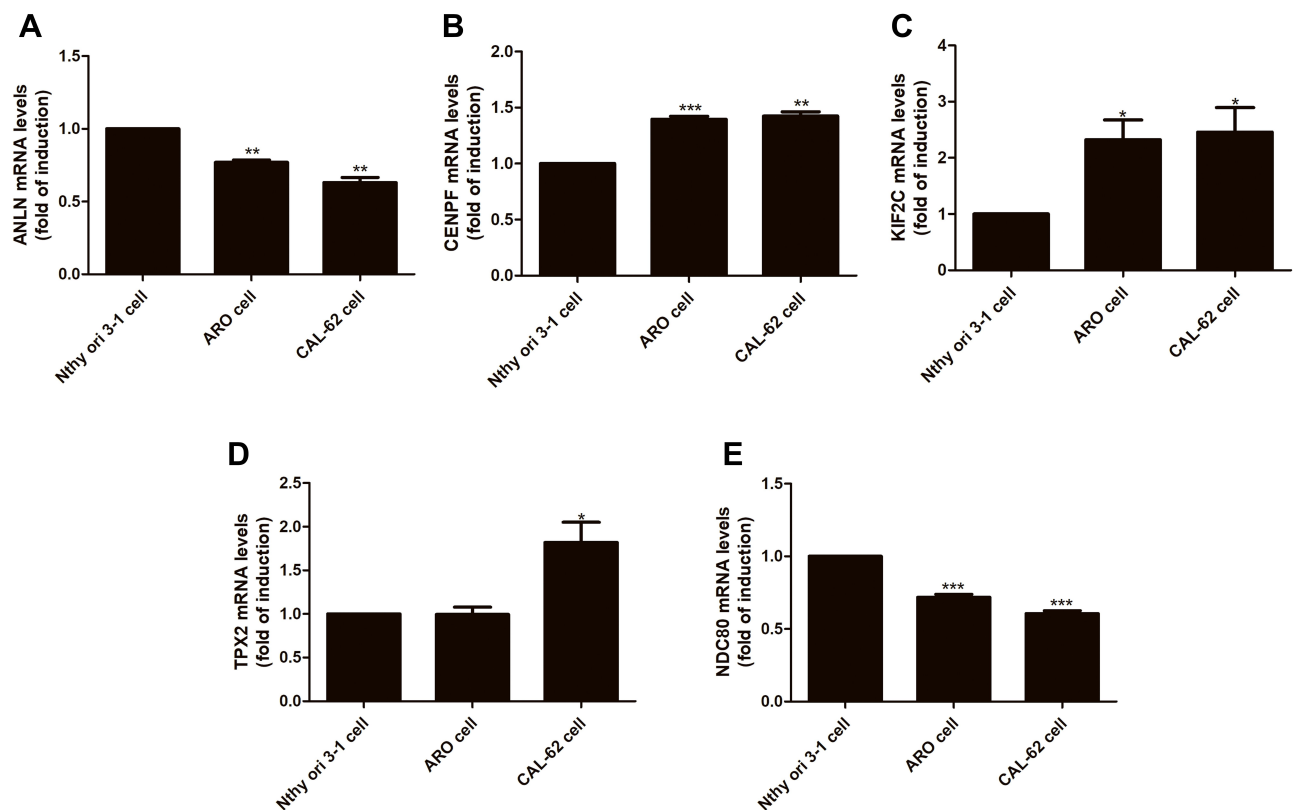 A
ANLN mRNA levels
(fold of induction)
1.5
1.0
0.5
0.0
**
**
Nthy ori 3-1 cell
ARO cell
CAL-62 cell
B
CENPF mRNA levels
(fold of induction)
2.0
1.5
1.0
0.5
0.0
***
**
Nthy ori 3-1 cell
ARO cell
CAL-62 cell
C
KIF2C mRNA levels
(fold of induction)
4
3
2
1
0
*
*
Nthy ori 3-1 cell
ARO cell
CAL-62 cell
D
TPX2 mRNA levels
(fold of induction)
2.5
2.0
1.5
1.0
0.5
0.0
*
Nthy ori 3-1 cell
ARO cell
CAL-62 cell
E
NDC80 mRNA levels
(fold of induction)
1.5
1.0
0.5
0.0
***
***
Nthy ori 3-1 cell
ARO cell
CAL-62 cell